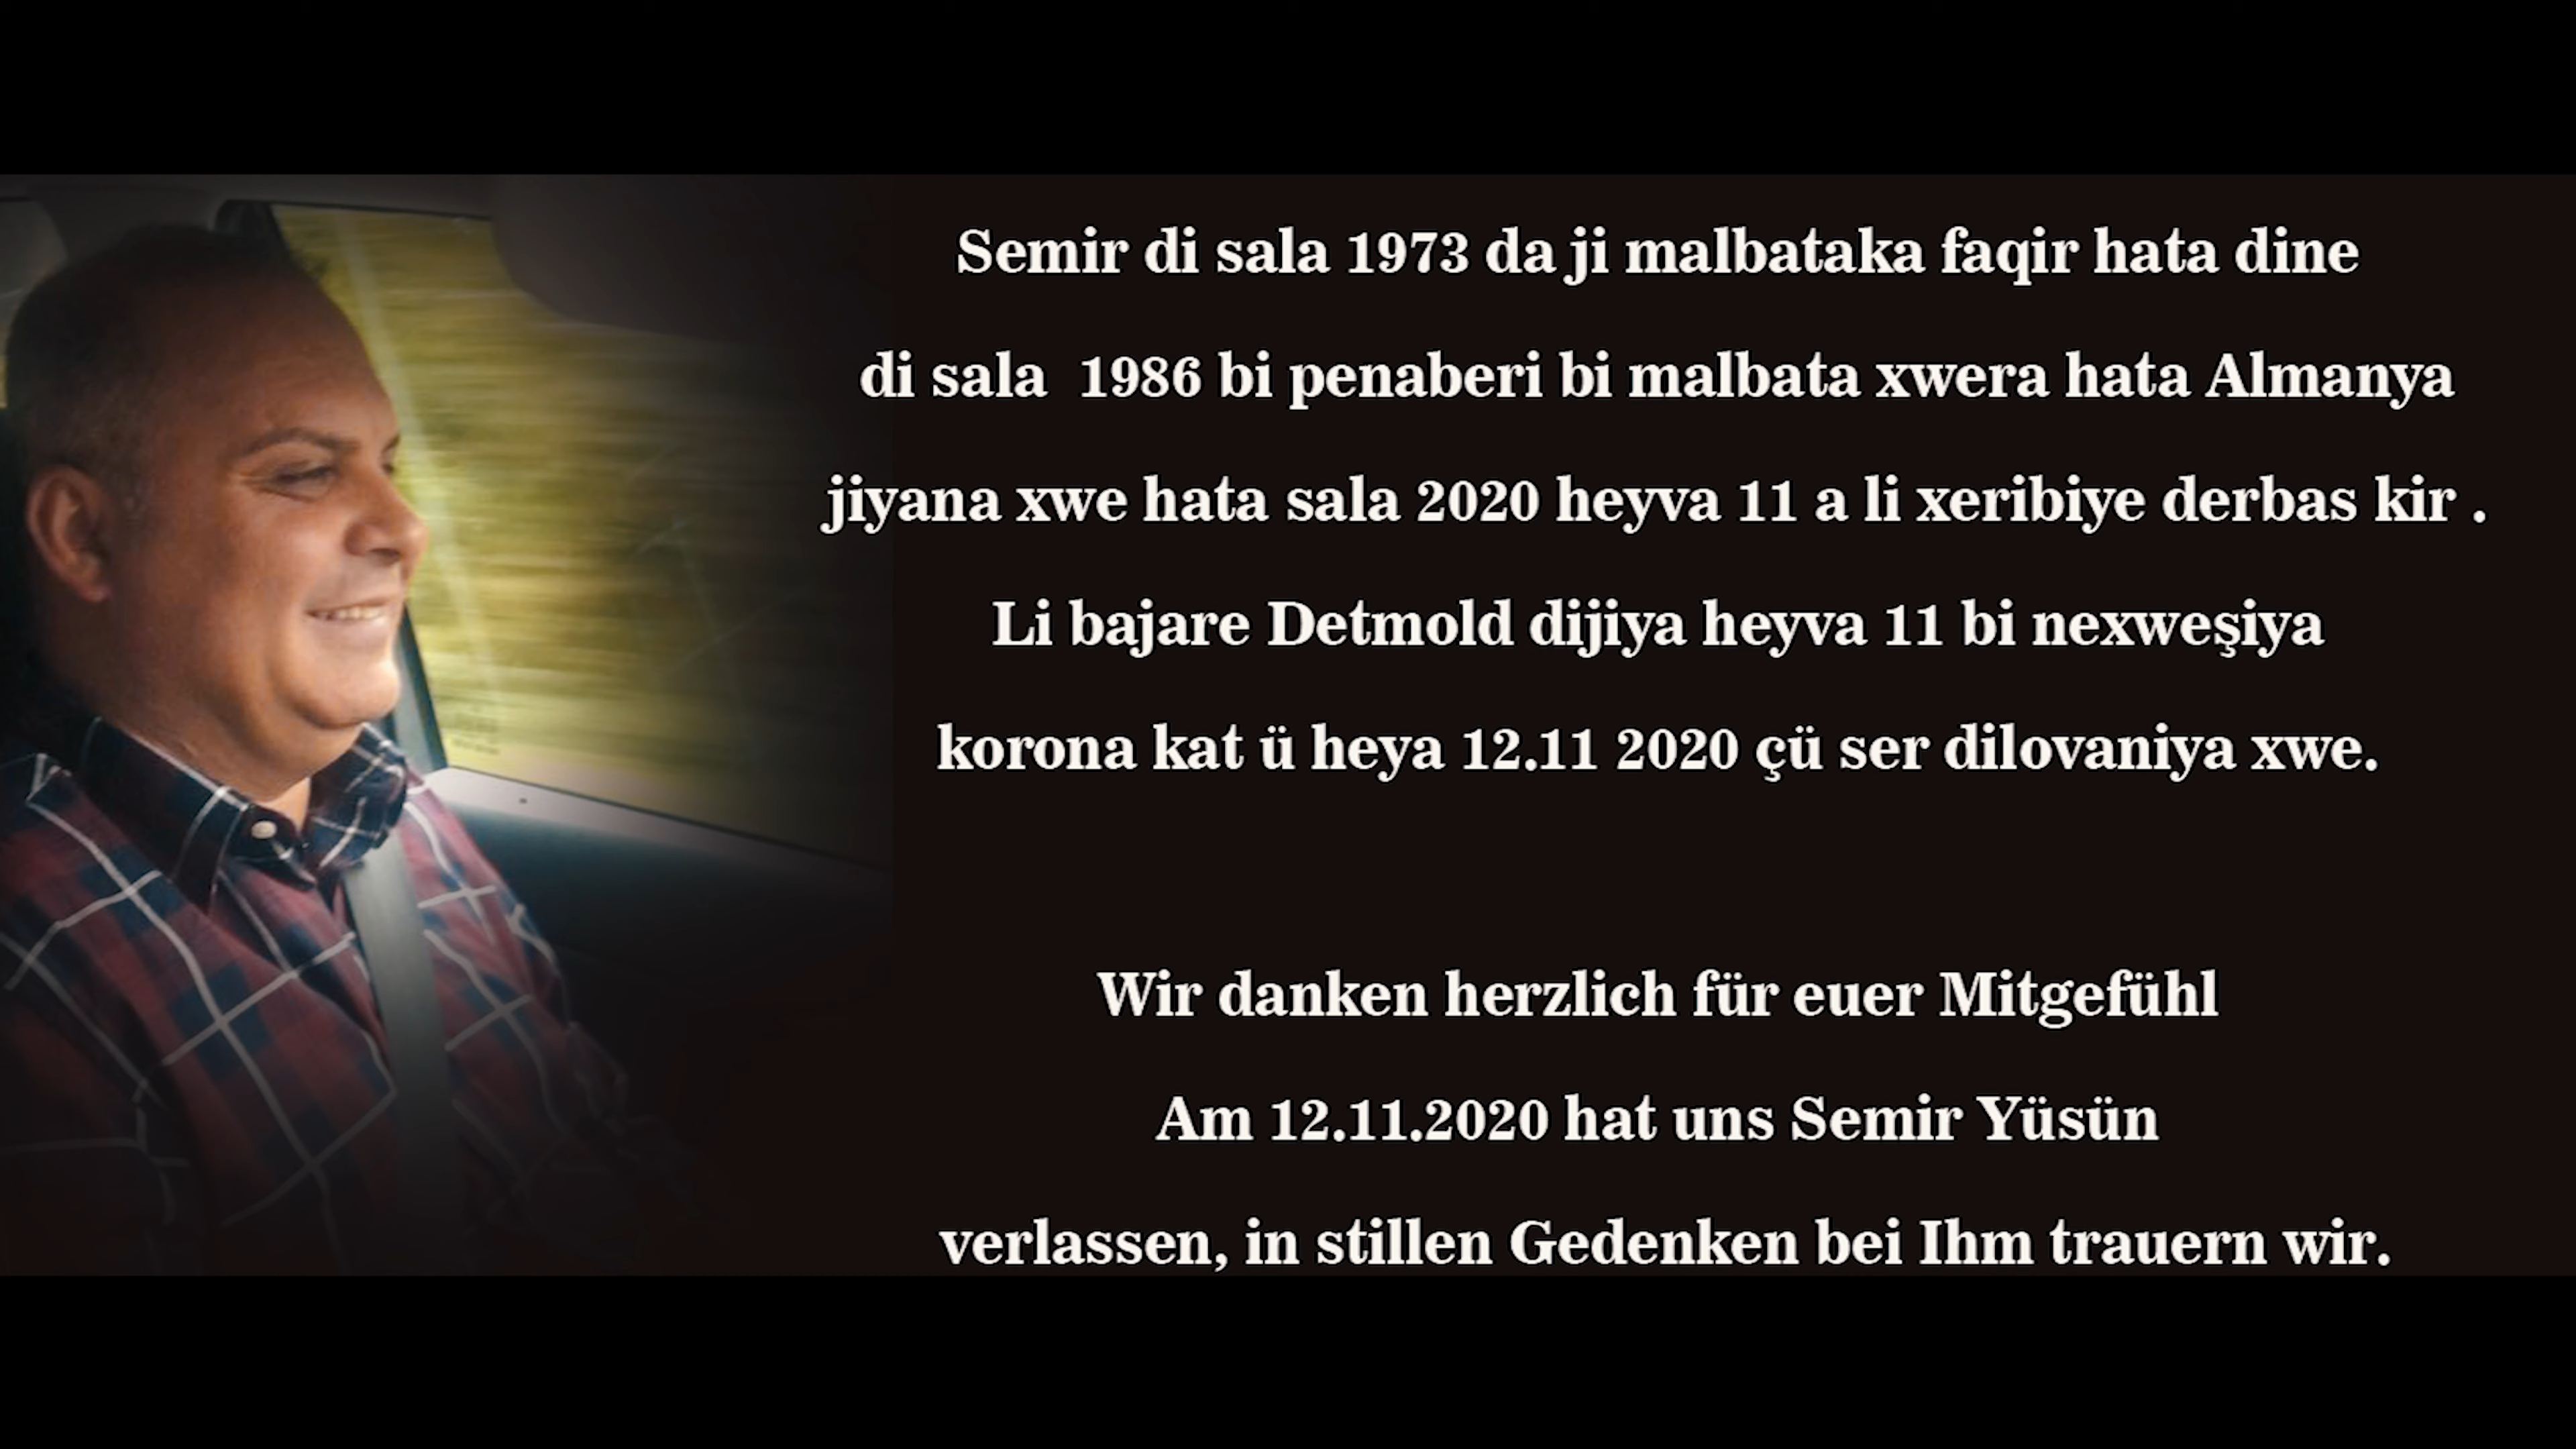 Semir di sala 1973 da ji malbataka faqir hata dine
di sala 1986 bi penaberi bi malbata xwera hata Almanya
jiyana xwe hata sala 2020 heyva 11 a li xeribiye derbas kir .
Li bajare Detmold dijiya heyva 11 bi nexweşiya
korona kat ü heya 12.11 2020 çü ser dilovaniya xwe.
Wir danken herzlich für euer Mitgefühl
Am 12.11.2020 hat uns Semir Yüsün
verlassen, in stillen Gedenken bei Ihm trauern wir.